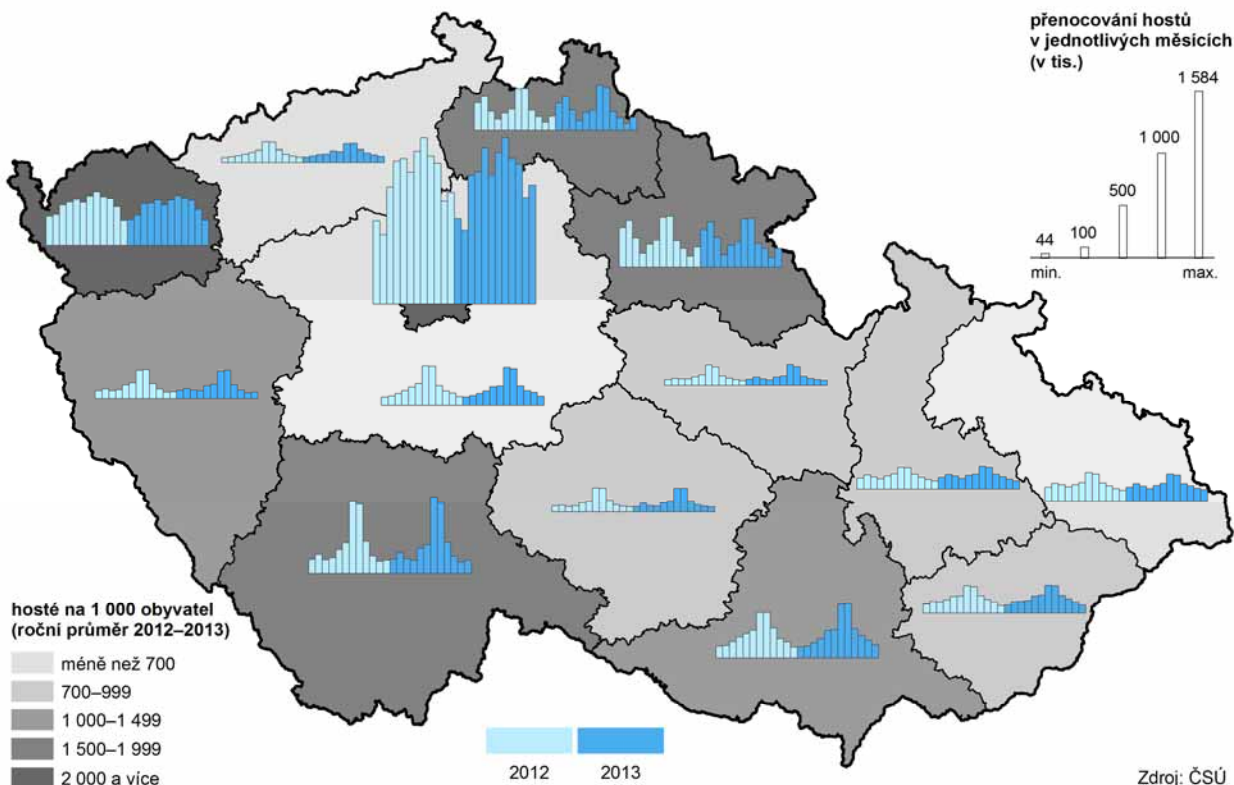 přenocování hostů
v jednotlivých měsících
(v tis.)
1 584
1 000
500
100
44
min.
max.
hosté na 1 000 obyvatel
(roční průměr 2012–2013)
méně než 700
700–999
1 000–1 499
1 500–1 999
2 000 a více
2012
2013
Zdroj: ČSÚ